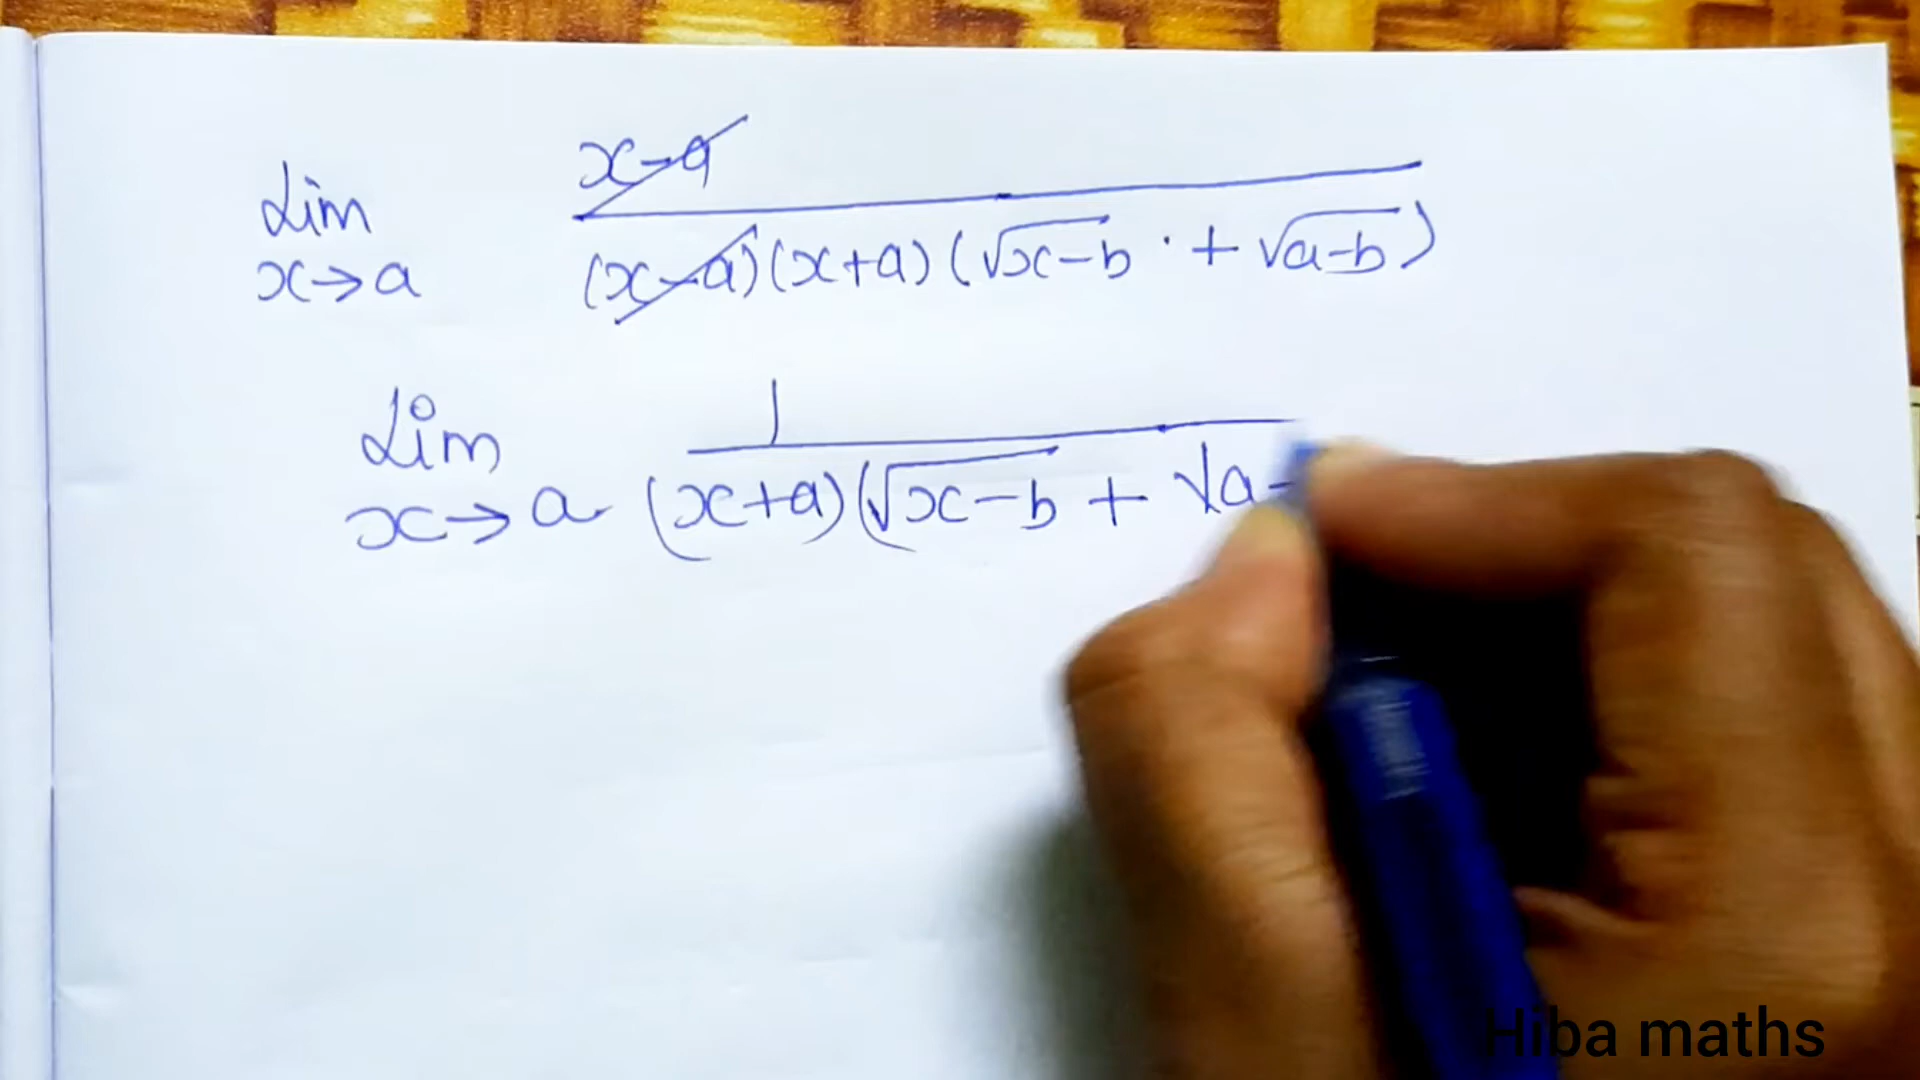 Lim x→a x-a / (x-a)(x+a)(√x-b + √a-b)
Lim x→a 1 / (x+a)(√x-b + √a-
Hiba maths